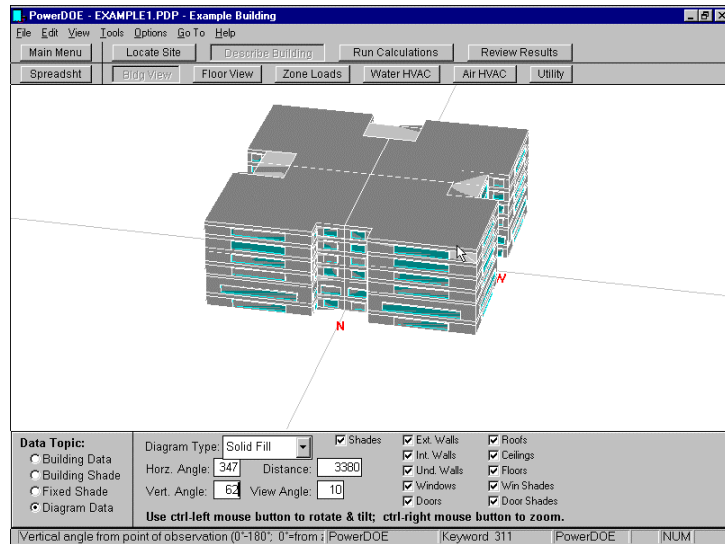 PowerDOE - EXAMPLE1.PDP - Example Building
File Edit View Tools Options Go To Help
Main Menu Locate Site Describe Building Run Calculations Review Results
Spreadsht Bldg View Floor View Zone Loads Water HVAC Air HVAC Utility
W
N
Data Topic:
Building Data
Building Shade
Fixed Shade
Diagram Data
Diagram Type: Solid Fill
Horz. Angle: 347 Distance: 3380
Vert. Angle: 62 View Angle: 10
Shades
Ext. Walls
Int. Walls
Und. Walls
Windows
Doors
Roofs
Ceilings
Floors
Win Shades
Door Shades
Use ctrl-left mouse button to rotate & tilt; ctrl-right mouse button to zoom.
Vertical angle from point of observation (0°-180°; 0°=from PowerDOE Keyword 311 PowerDOE NUM